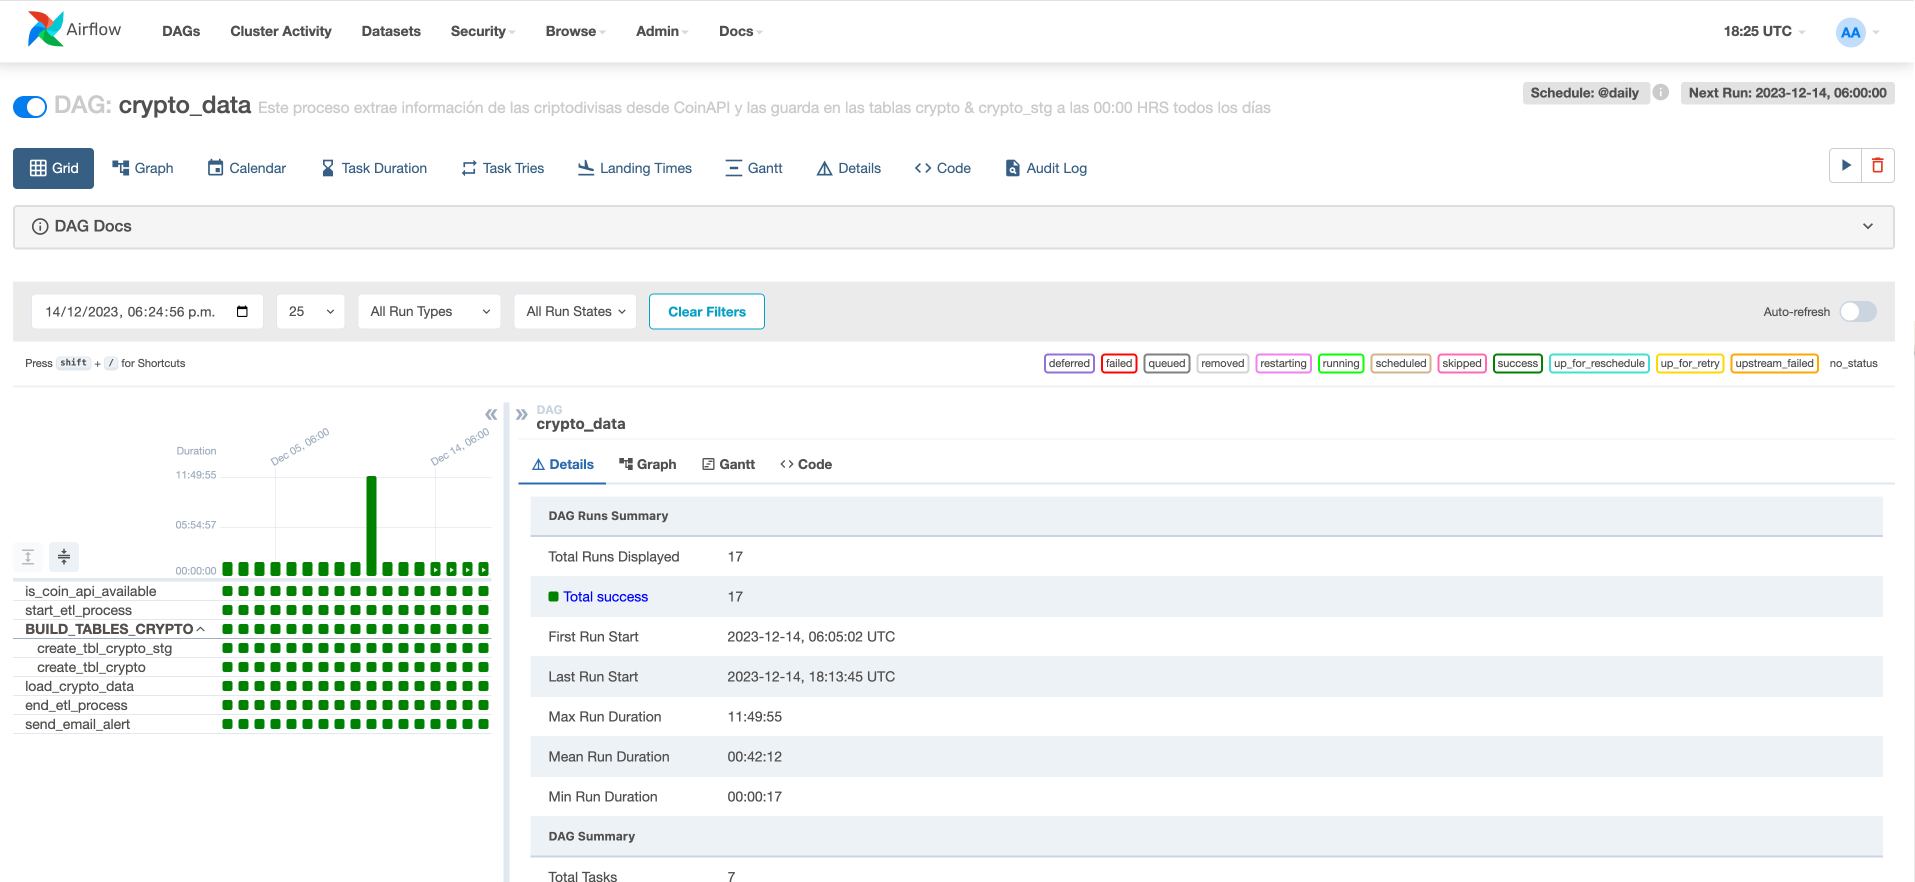 Airflow DAGs Cluster Activity Datasets Security Browse Admin Docs 18:25 UTC AA
DAG: crypto_data Este proceso extrae información de las criptodivisas desde CoinAPI y las guarda en las tablas crypto & crypto_stg a las 00:00 HRS todos los días
Schedule: @daily Next Run: 2023-12-14, 06:00:00
Grid Graph Calendar Task Duration Task Tries Landing Times Gantt Details Code Audit Log
DAG Docs
14/12/2023, 06:24:56 p.m. 25 All Run Types All Run States Clear Filters Auto-refresh
Press shift + / for Shortcuts
deferred failed queued removed restarting running scheduled skipped success up_for_reschedule up_for_retry upstream_failed no_status
Duration
Dec 05, 06:00
Dec 14, 06:00
11:49:55
05:54:57
00:00:00
is_coin_api_available
start_etl_process
BUILD_TABLES_CRYPTO
create_tbl_crypto_stg
create_tbl_crypto
load_crypto_data
end_etl_process
send_email_alert
DAG
crypto_data
Details Graph Gantt Code
DAG Runs Summary
Total Runs Displayed 17
Total success 17
First Run Start 2023-12-14, 06:05:02 UTC
Last Run Start 2023-12-14, 18:13:45 UTC
Max Run Duration 11:49:55
Mean Run Duration 00:42:12
Min Run Duration 00:00:17
DAG Summary
Total Tasks 7